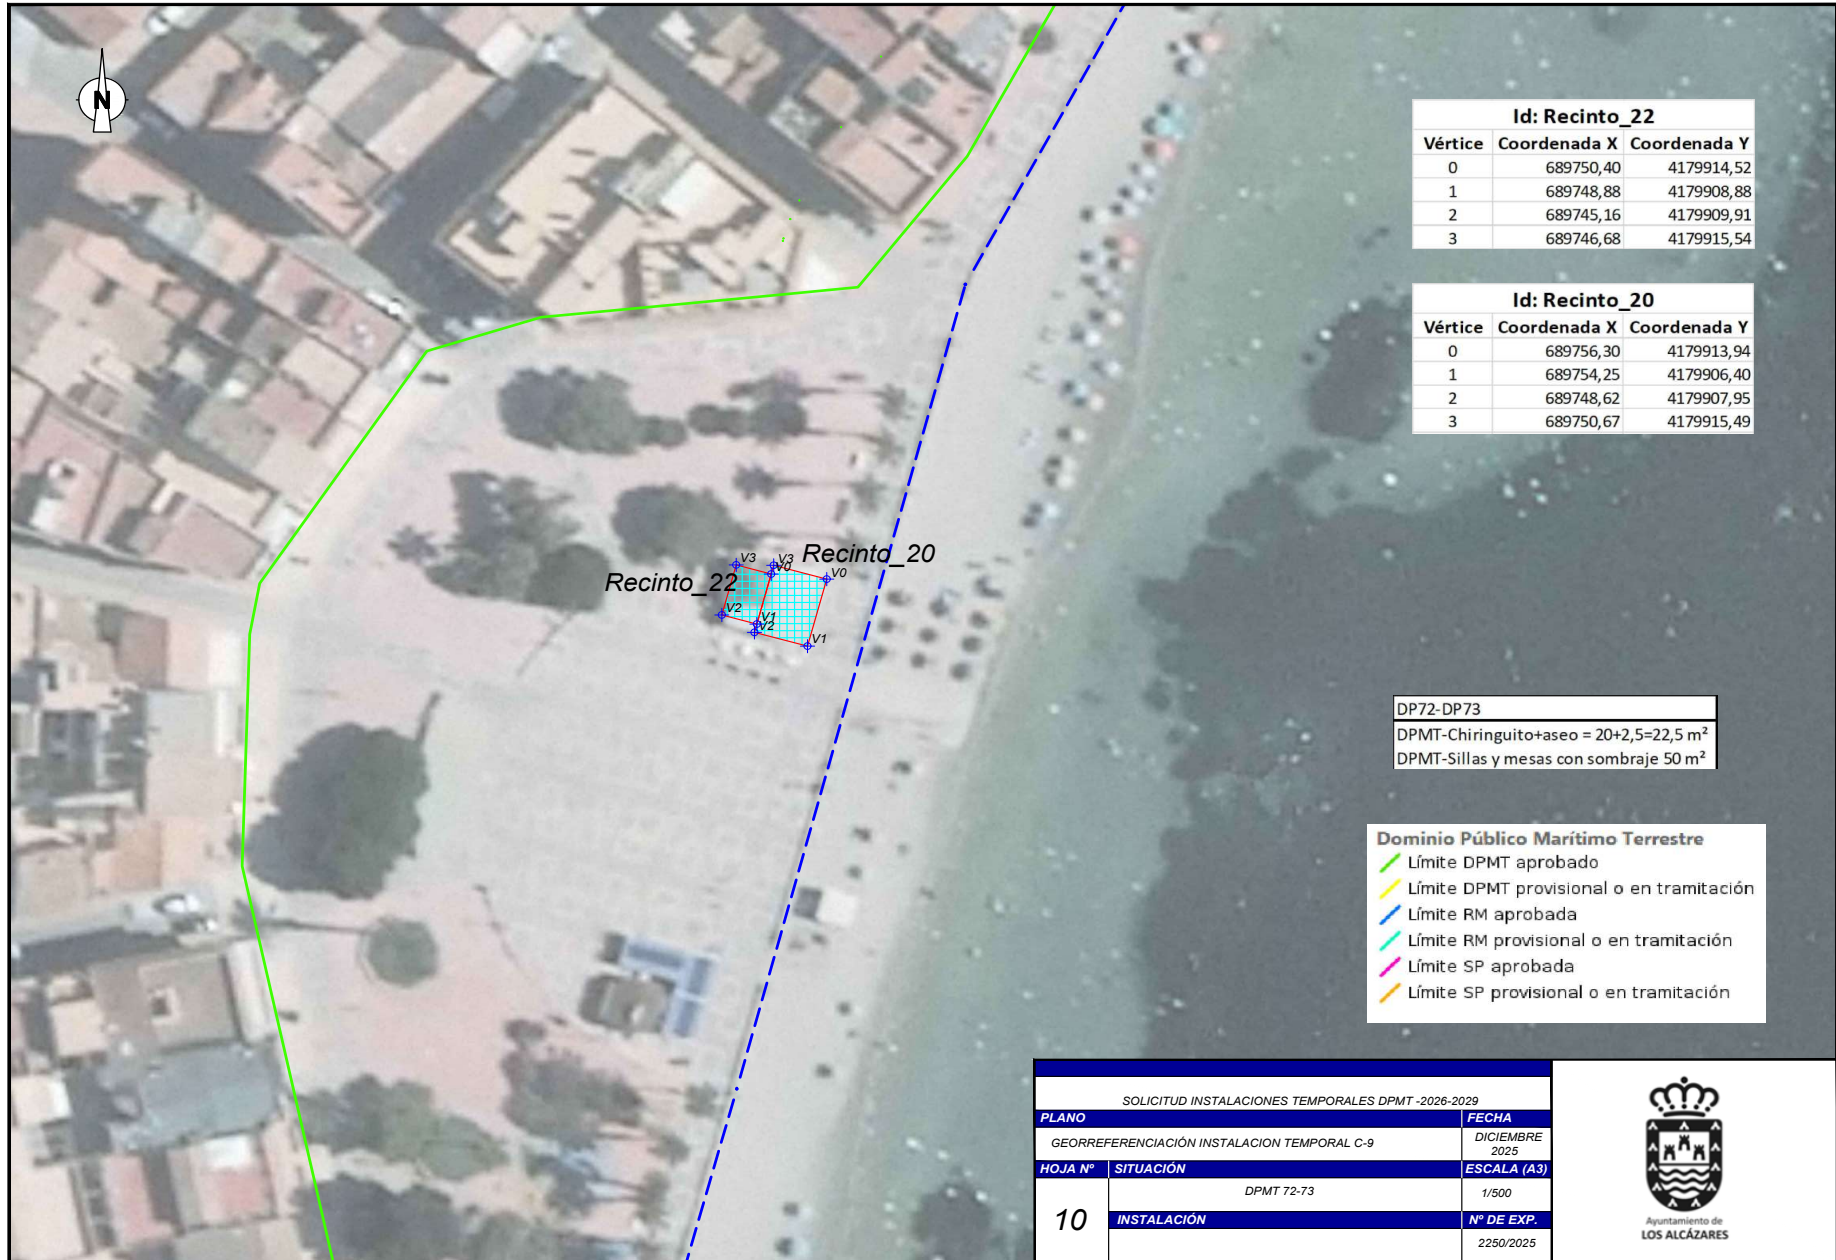 N
Id: Recinto_22
Vértice Coordenada X Coordenada Y
0 689750,40 4179914,52
1 689748,88 4179908,88
2 689745,16 4179909,91
3 689746,68 4179915,54
Id: Recinto_20
Vértice Coordenada X Coordenada Y
0 689756,30 4179913,94
1 689754,25 4179906,40
2 689748,62 4179907,95
3 689750,67 4179915,49
Recinto_20
Recinto_22
V3
V3
V0
V0
V2
V1
V2
V1
DP72-DP73
DPMT-Chiringuito+aseo = 20+2,5=22,5 m²
DPMT-Sillas y mesas con sombraje 50 m²
Dominio Público Marítimo Terrestre
Límite DPMT aprobado
Límite DPMT provisional o en tramitación
Límite RM aprobada
Límite RM provisional o en tramitación
Límite SP aprobada
Límite SP provisional o en tramitación
SOLICITUD INSTALACIONES TEMPORALES DPMT -2026-2029
PLANO FECHA
GEORREFERENCIACIÓN INSTALACION TEMPORAL C-9 DICIEMBRE
2025
HOJA Nº SITUACIÓN ESCALA (A3)
DPMT 72-73 1/500
10 INSTALACIÓN Nº DE EXP.
2250/2025
Ayuntamiento de
LOS ALCÁZARES